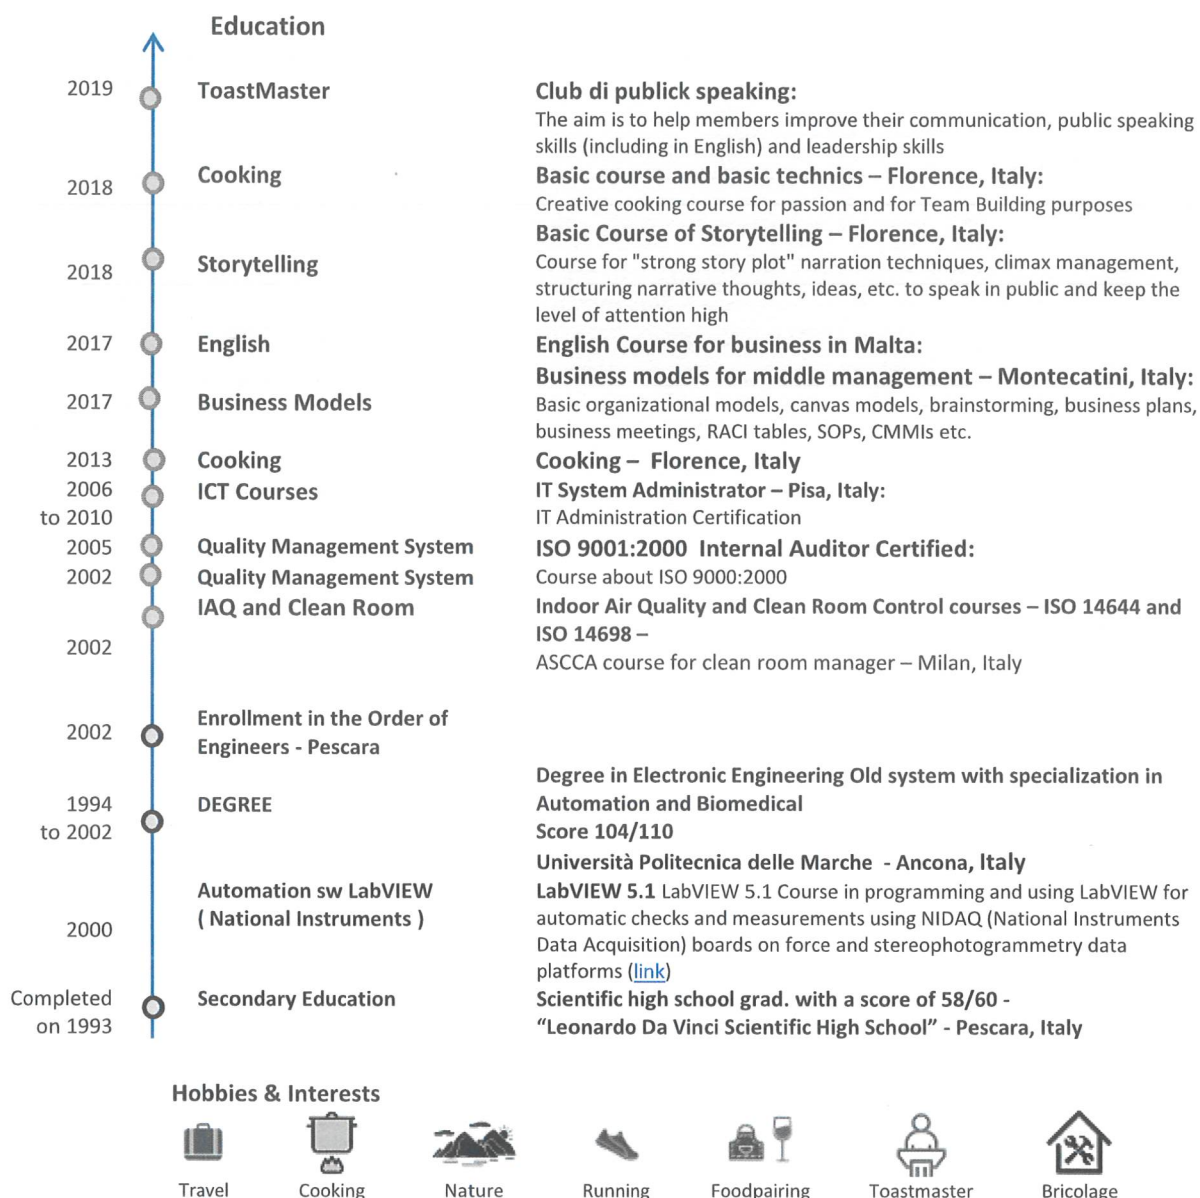 Education
2019 ToastMaster Club di publick speaking:
The aim is to help members improve their communication, public speaking
skills (including in English) and leadership skills
2018 Cooking Basic course and basic technics – Florence, Italy:
Creative cooking course for passion and for Team Building purposes
Basic Course of Storytelling – Florence, Italy:
2018 Storytelling Course for "strong story plot" narration techniques, climax management,
structuring narrative thoughts, ideas, etc. to speak in public and keep the
level of attention high
2017 English English Course for business in Malta:
Business models for middle management – Montecatini, Italy:
2017 Business Models Basic organizational models, canvas models, brainstorming, business plans,
business meetings, RACI tables, SOPs, CMMIs etc.
2013 Cooking Cooking – Florence, Italy
2006 ICT Courses IT System Administrator – Pisa, Italy:
to 2010 IT Administration Certification
2005 Quality Management System ISO 9001:2000 Internal Auditor Certified:
2002 Quality Management System Course about ISO 9000:2000
IAQ and Clean Room Indoor Air Quality and Clean Room Control courses – ISO 14644 and
ISO 14698 –
2002 ASCCA course for clean room manager – Milan, Italy
Enrollment in the Order of
2002 Engineers - Pescara
Degree in Electronic Engineering Old system with specialization in
1994 DEGREE Automation and Biomedical
to 2002 Score 104/110
Università Politecnica delle Marche - Ancona, Italy
Automation sw LabVIEW LabVIEW 5.1 LabVIEW 5.1 Course in programming and using LabVIEW for
( National Instruments ) automatic checks and measurements using NIDAQ (National Instruments
2000 Data Acquisition) boards on force and stereophotogrammetry data
platforms (link)
Completed Secondary Education Scientific high school grad. with a score of 58/60 -
on 1993 “Leonardo Da Vinci Scientific High School” - Pescara, Italy
Hobbies & Interests
Travel Cooking Nature Running Foodpairing Toastmaster Bricolage